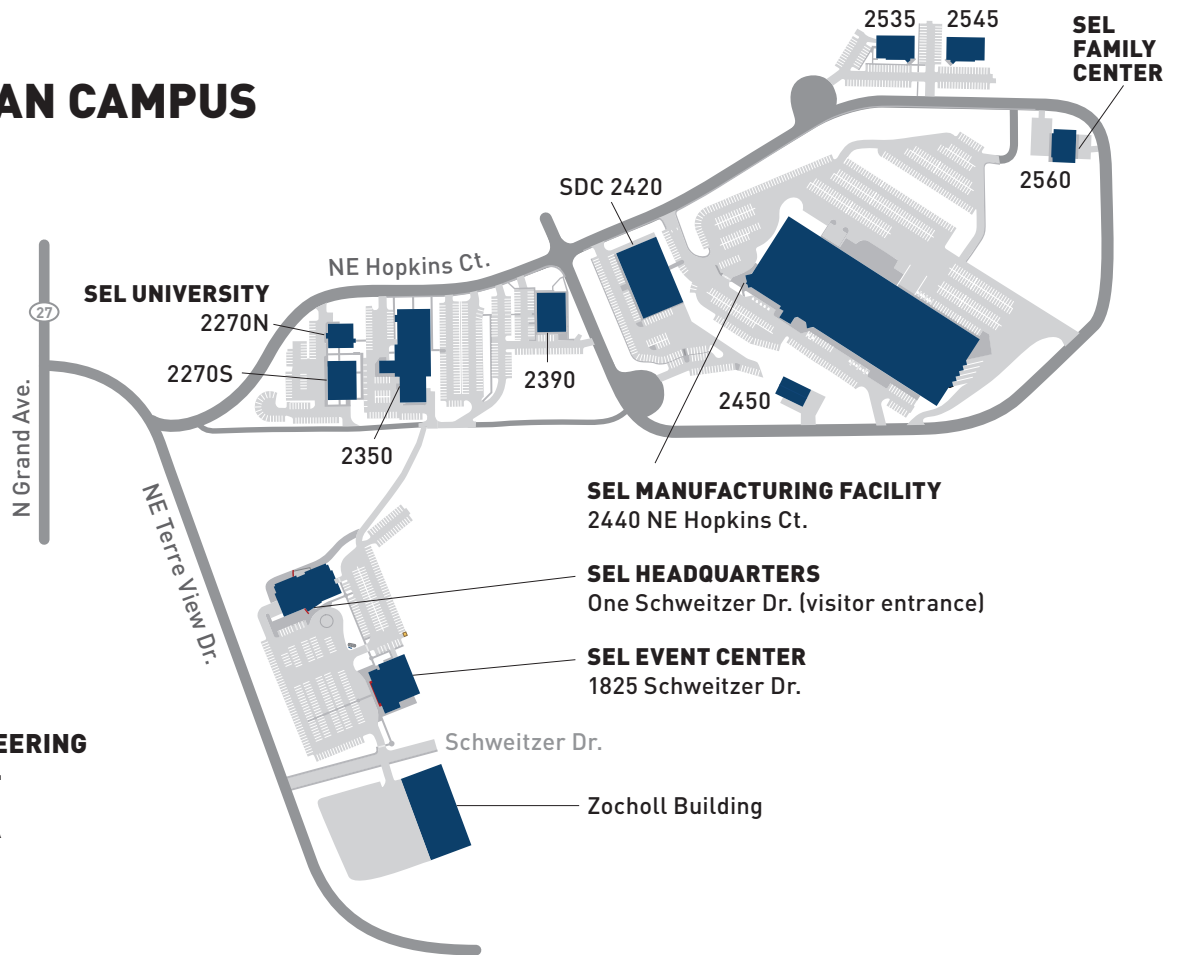 2535
2545
SEL
FAMILY
CENTER
AN CAMPUS
2560
SDC 2420
NE Hopkins Ct.
SEL UNIVERSITY
2270N
27
2270S
2390
2450
N Grand Ave.
2350
SEL MANUFACTURING FACILITY
2440 NE Hopkins Ct.
NE Terre View Dr.
SEL HEADQUARTERS
One Schweitzer Dr. (visitor entrance)
SEL EVENT CENTER
1825 Schweitzer Dr.
EERING
Schweitzer Dr.
Zocholl Building